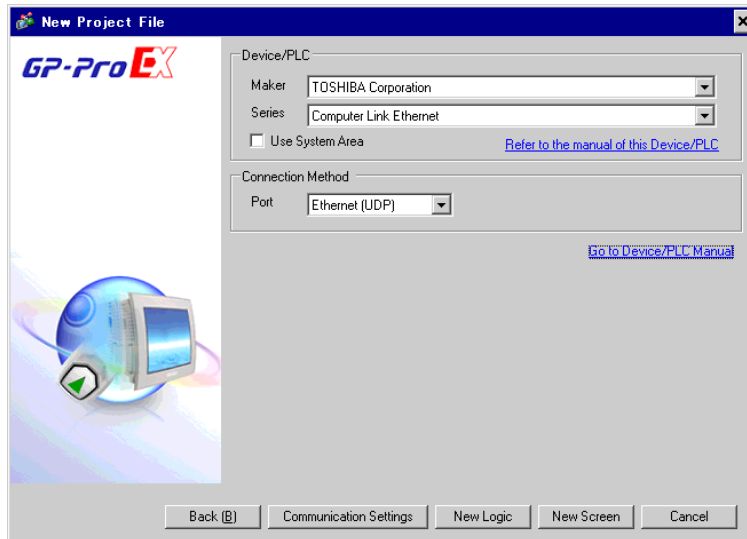 New Project File
GP-Pro EX
Device/PLC
Maker TOSHIBA Corporation
Series Computer Link Ethernet
Use System Area Refer to the manual of this Device/PLC
Connection Method
Port Ethernet (UDP)
Go to Device/PLC Manual
Back (B) Communication Settings New Logic New Screen Cancel